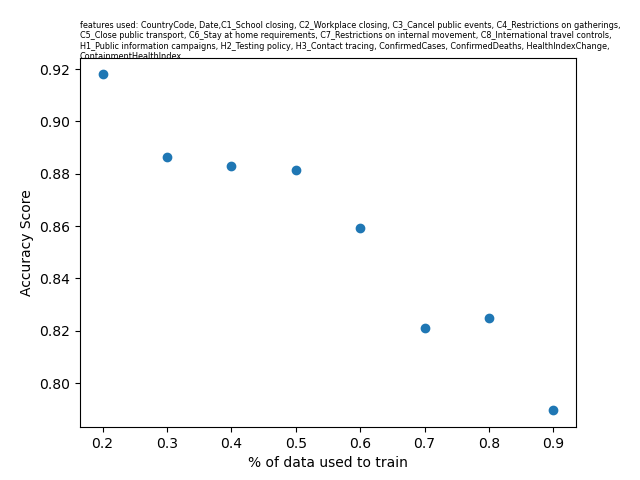 features used: CountryCode, Date,C1_School closing, C2_Workplace closing, C3_Cancel public events, C4_Restrictions on gatherings,
C5_Close public transport, C6_Stay at home requirements, C7_Restrictions on internal movement, C8_International travel controls,
H1_Public information campaigns, H2_Testing policy, H3_Contact tracing, ConfirmedCases, ConfirmedDeaths, HealthIndexChange,
ContainmentHealthIndex
0.92
0.90
0.88
0.86
0.84
0.82
0.80
Accuracy Score
0.2 0.3 0.4 0.5 0.6 0.7 0.8 0.9
% of data used to train